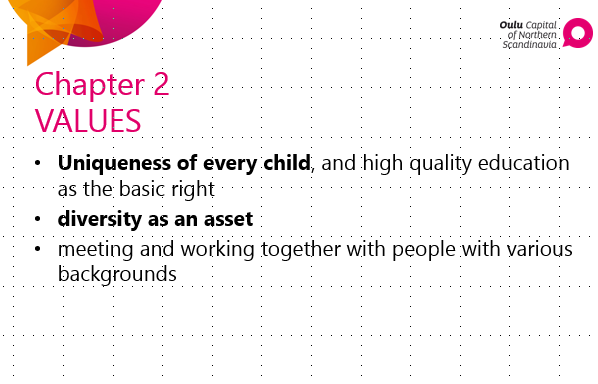 Oulu Capital
of Northern
Scandinavia
Chapter 2
VALUES
• Uniqueness of every child, and high quality education
as the basic right
• diversity as an asset
• meeting and working together with people with various
backgrounds